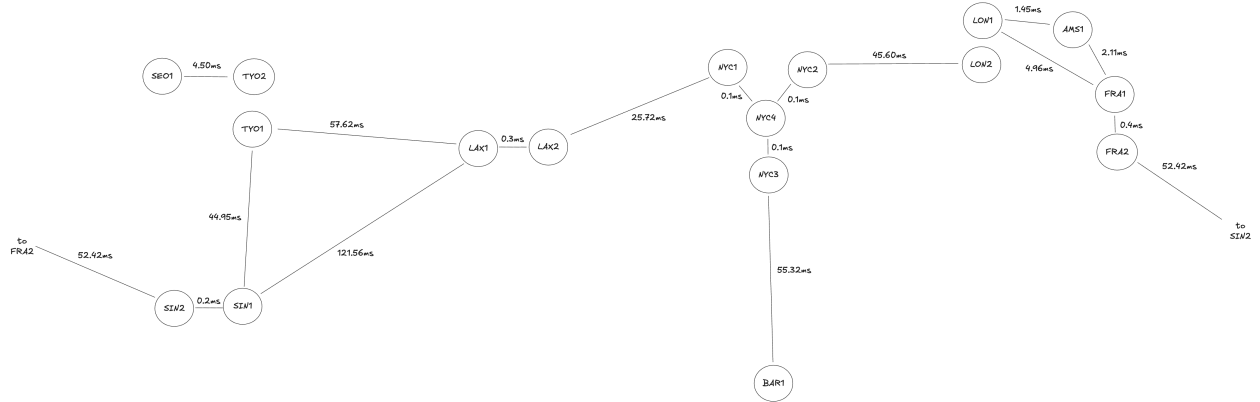 LON1
1.45ms
AMS1
2.11ms
4.96ms
FRA1
0.4ms
FRA2
52.42ms
to
SIN2
SEO1
4.50ms
TYO2
NYC1
0.1ms
NYC2
0.1ms
45.60ms
LON2
NYC4
0.1ms
NYC3
25.72ms
TYO1
57.62ms
LAX1
0.3ms
LAX2
44.95ms
121.56ms
to
FRA2
52.42ms
SIN2
0.2ms
SIN1
55.32ms
BAR1